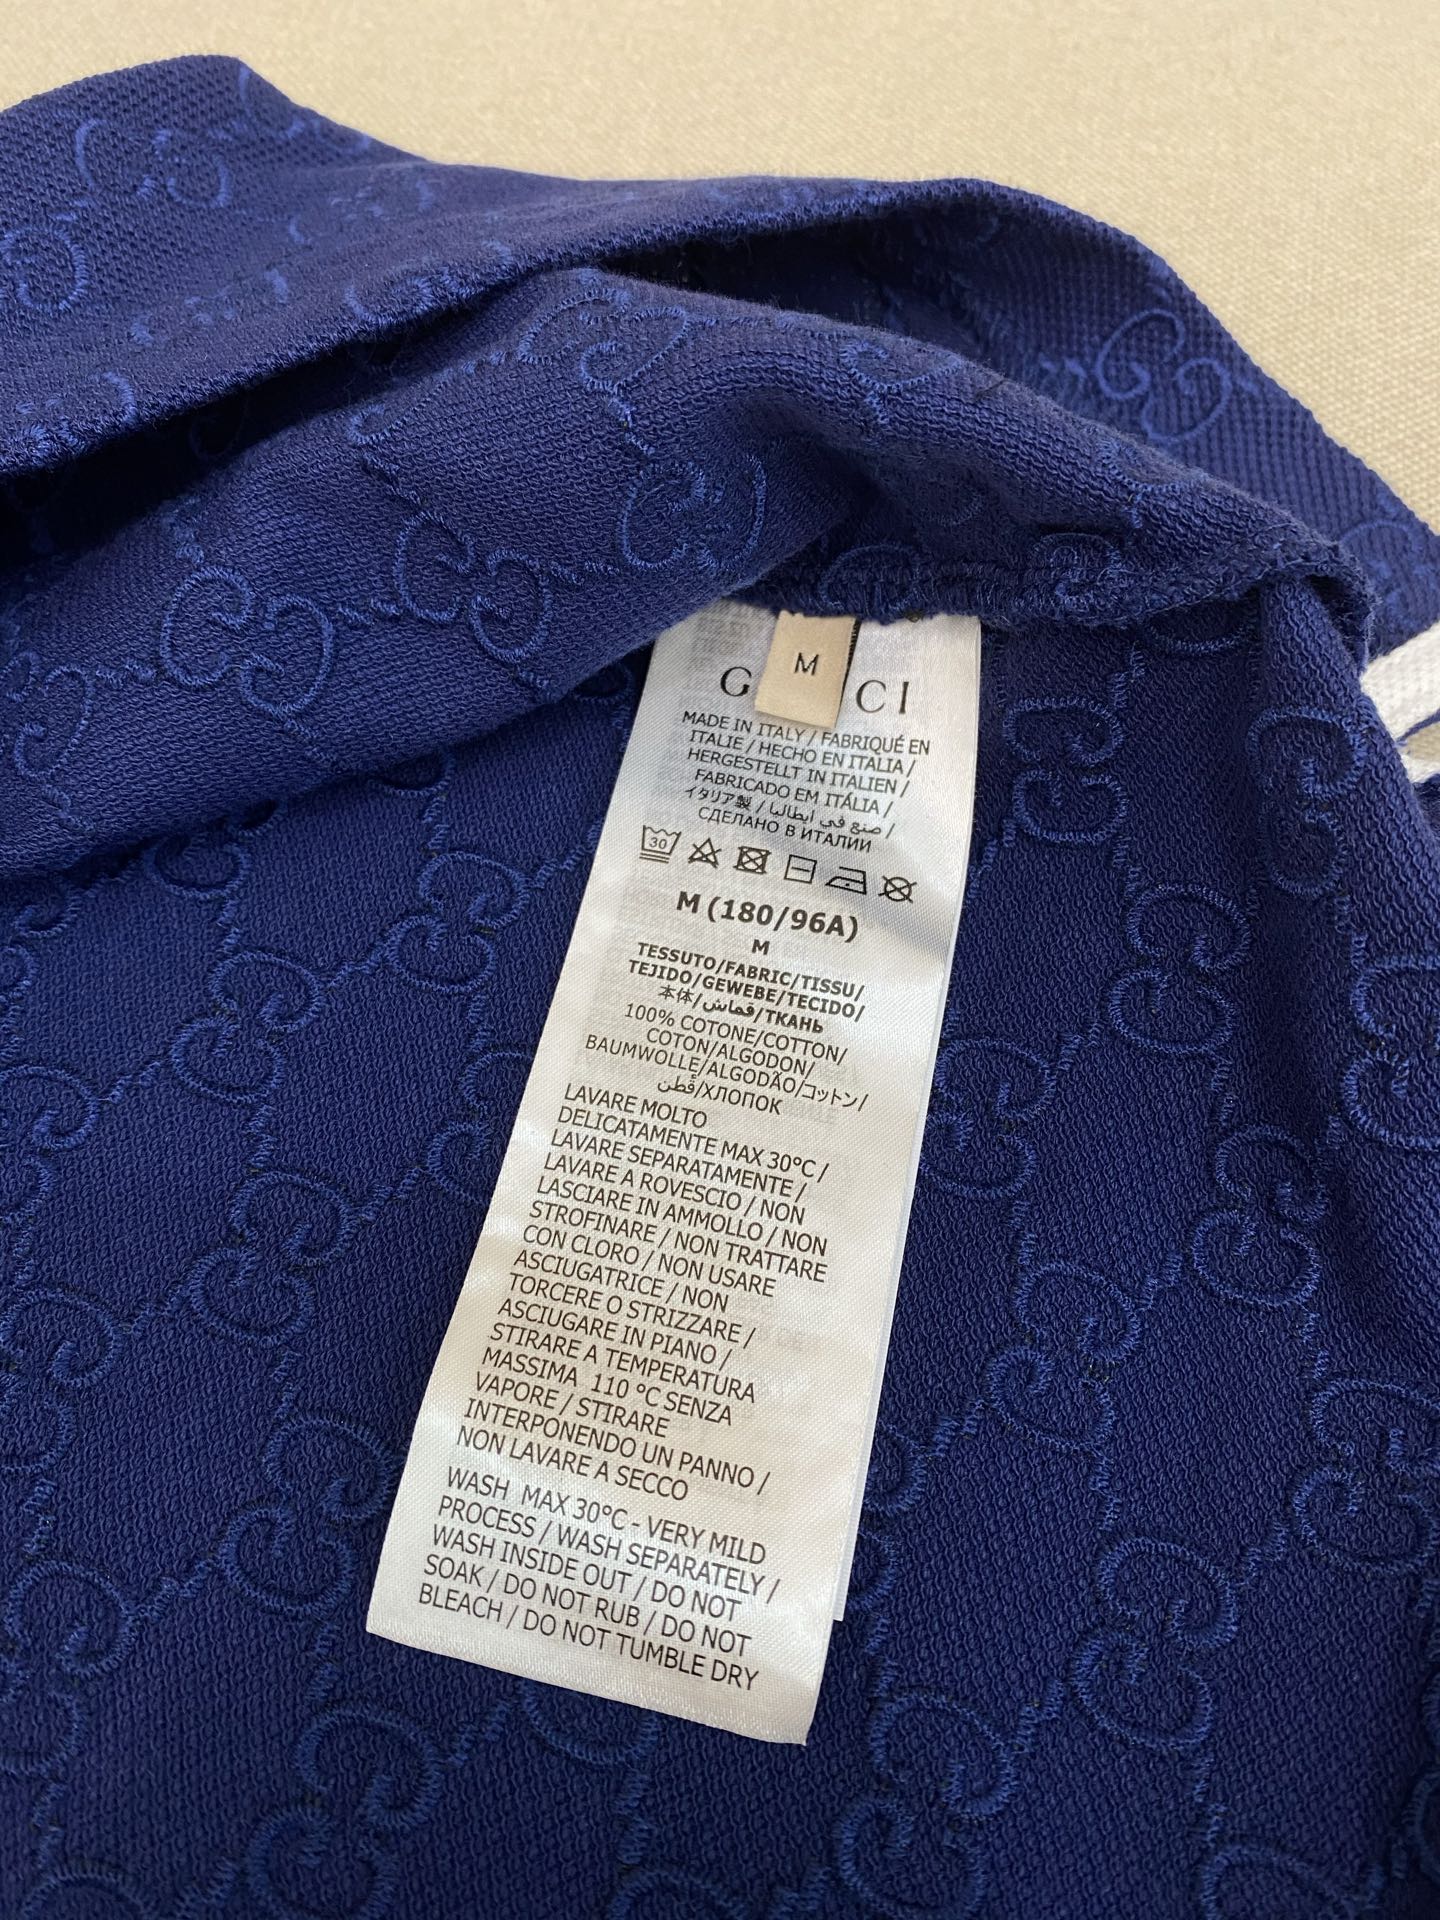 M
G CI
MADE IN ITALY / FABRIQUÉ EN
ITALIE / HECHO EN ITALIA /
HERGESTELLT IN ITALIEN /
FABRICADO EM ITÁLIA /
イタリア製 / صنع في ايطاليا /
СДЕЛАНО В ИТАЛИИ
30
M (180/96A)
M
TESSUTO/FABRIC/TISSU/
TEJIDO/GEWEBE/TECIDO/
本体/قماش/ТКАНЬ
100% COTONE/COTTON/
COTON/ALGODON/
BAUMWOLLE/ALGODÃO/コットン/
قطن/ХЛОПОК
LAVARE MOLTO
DELICATAMENTE MAX 30°C /
LAVARE SEPARATAMENTE /
LAVARE A ROVESCIO / NON
LASCIARE IN AMMOLLO / NON
STROFINARE / NON TRATTARE
CON CLORO / NON USARE
ASCIUGATRICE / NON
TORCERE O STRIZZARE /
ASCIUGARE IN PIANO /
STIRARE A TEMPERATURA
MASSIMA 110 °C SENZA
VAPORE / STIRARE
INTERPONENDO UN PANNO /
NON LAVARE A SECCO
WASH MAX 30°C - VERY MILD
PROCESS / WASH SEPARATELY /
WASH INSIDE OUT / DO NOT
SOAK / DO NOT RUB / DO NOT
BLEACH / DO NOT TUMBLE DRY